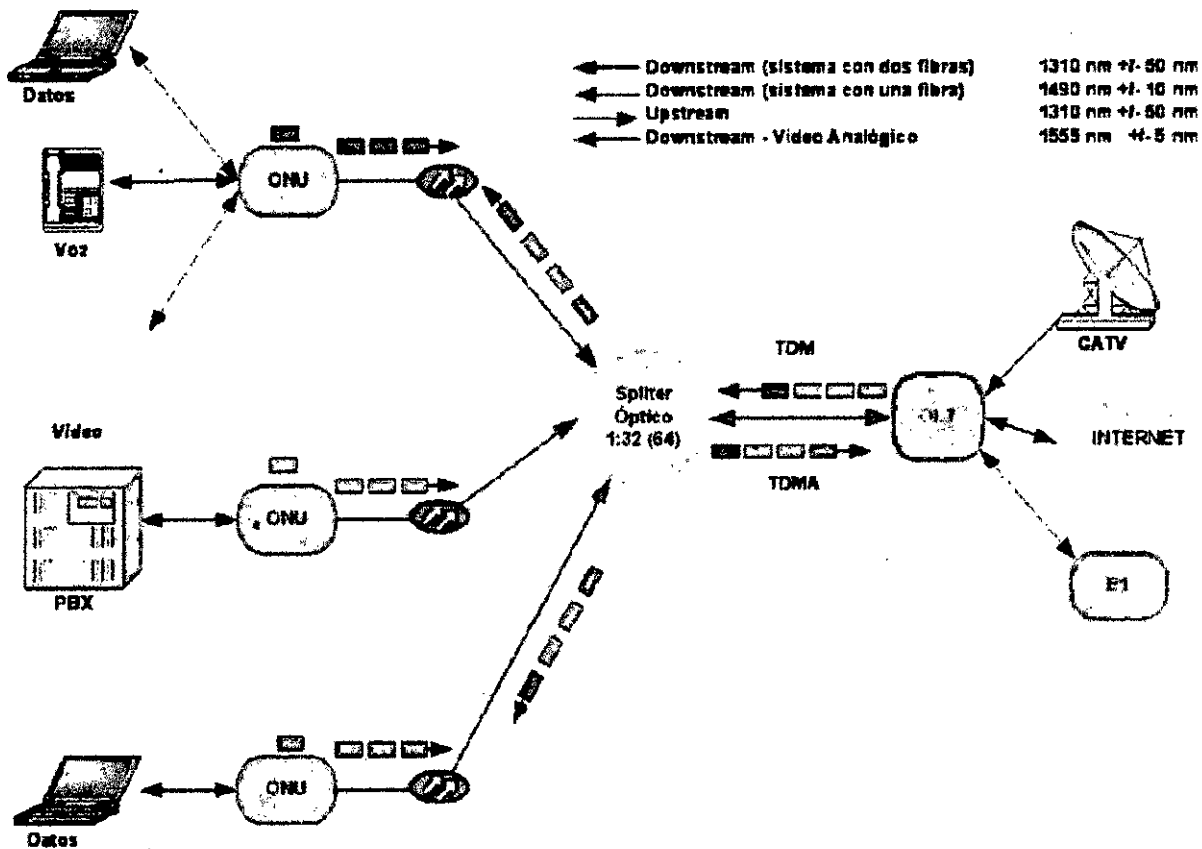 Datos
Voz
Video
PBX
Datos
ONU
ONU
ONU
Downstream (sistema con dos fibras) 1310 nm +/- 50 nm
Downstream (sistema con una fibra) 1490 nm +/- 10 nm
Upstream 1310 nm +/- 50 nm
Downstream - Video Analógico 1555 nm +/- 5 nm
Spliter
Óptico
1:32 (64)
TDM
TDMA
OLT
CATV
INTERNET
E1